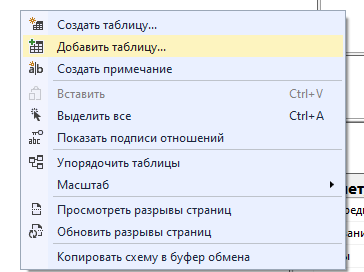 Создать таблицу...
Добавить таблицу...
Создать примечание
Вставить Ctrl+V
Выделить все Ctrl+A
Показать подписи отношений
Упорядочить таблицы
Масштаб
Просмотреть разрывы страниц
Обновить разрывы страниц
Копировать схему в буфер обмена